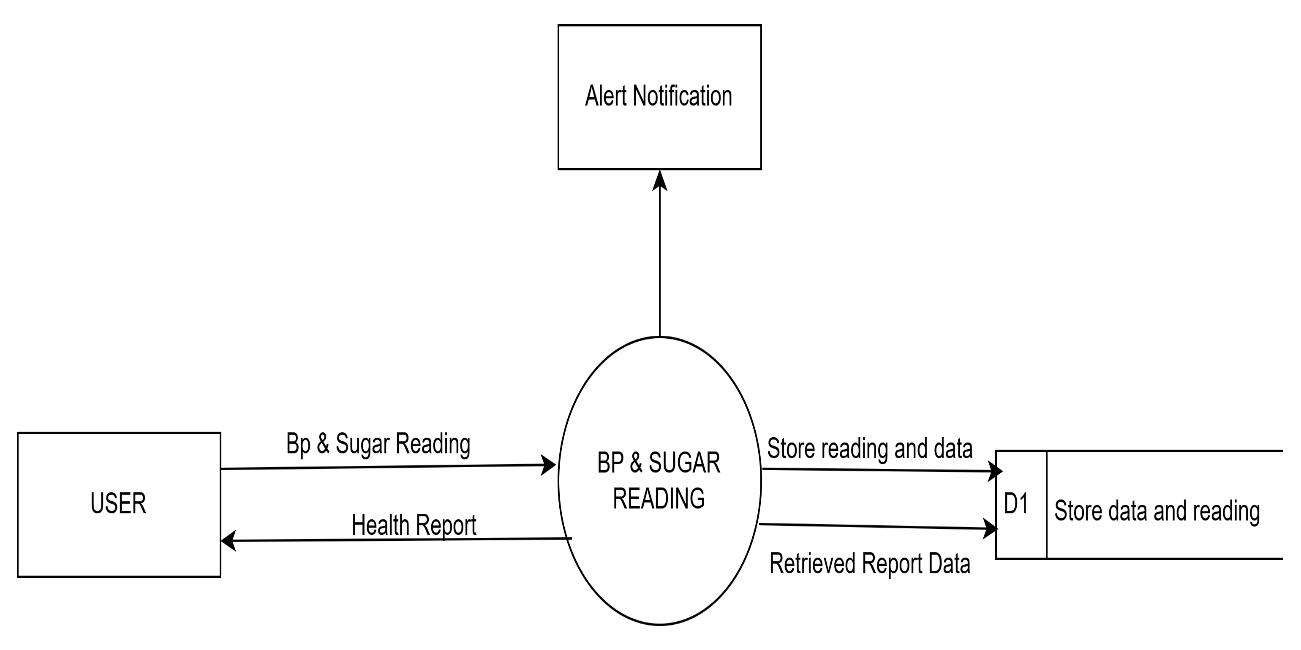 Alert Notification
Bp & Sugar Reading
Store reading and data
BP & SUGAR
READING
USER
D1
Store data and reading
Health Report
Retrieved Report Data